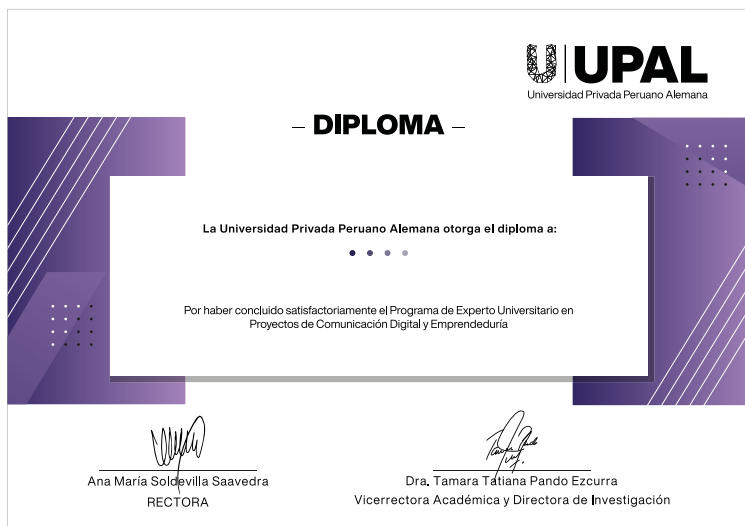 UPAL
Universidad Privada Peruano Alemana
– DIPLOMA –
La Universidad Privada Peruano Alemana otorga el diploma a:
Por haber concluido satisfactoriamente el Programa de Experto Universitario en
Proyectos de Comunicación Digital y Emprendeduría
Ana María Soldevilla Saavedra
RECTORA
Dra. Tamara Tatiana Pando Ezcurra
Vicerrectora Académica y Directora de Investigación